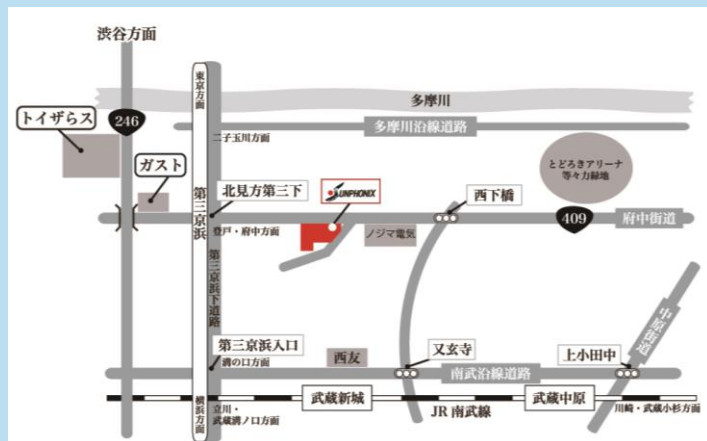 渋谷方面
東京方面
多摩川
トイザらス
246
多摩川沿線道路
二子玉川方面
ガスト
第三京浜
北見方第三下
SUNPHONIX
西下橋
とどろきアリーナ
等々力緑地
409
府中街道
登戸・府中方面
ノジマ電気
第三京浜下道路
中原街道
第三京浜入口
溝の口方面
西友
又玄寺
上小田中
南武沿線道路
横浜方面
立川・
武蔵溝ノ口方面
武蔵新城
JR 南武線
武蔵中原
川崎・武蔵小杉方面